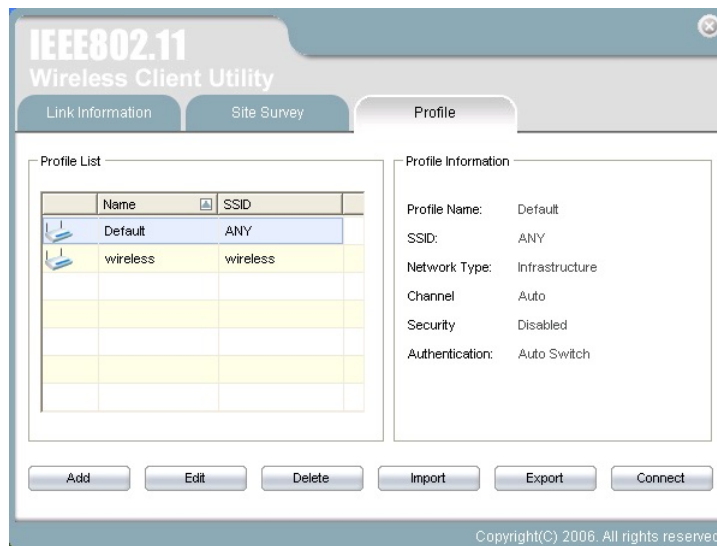 IEEE802.11
Wireless Client Utility
Link Information Site Survey Profile
Profile List
Name SSID
Default ANY
wireless wireless
Profile Information
Profile Name: Default
SSID: ANY
Network Type: Infrastructure
Channel Auto
Security Disabled
Authentication: Auto Switch
Add Edit Delete Import Export Connect
Copyright(C) 2006. All rights reserved